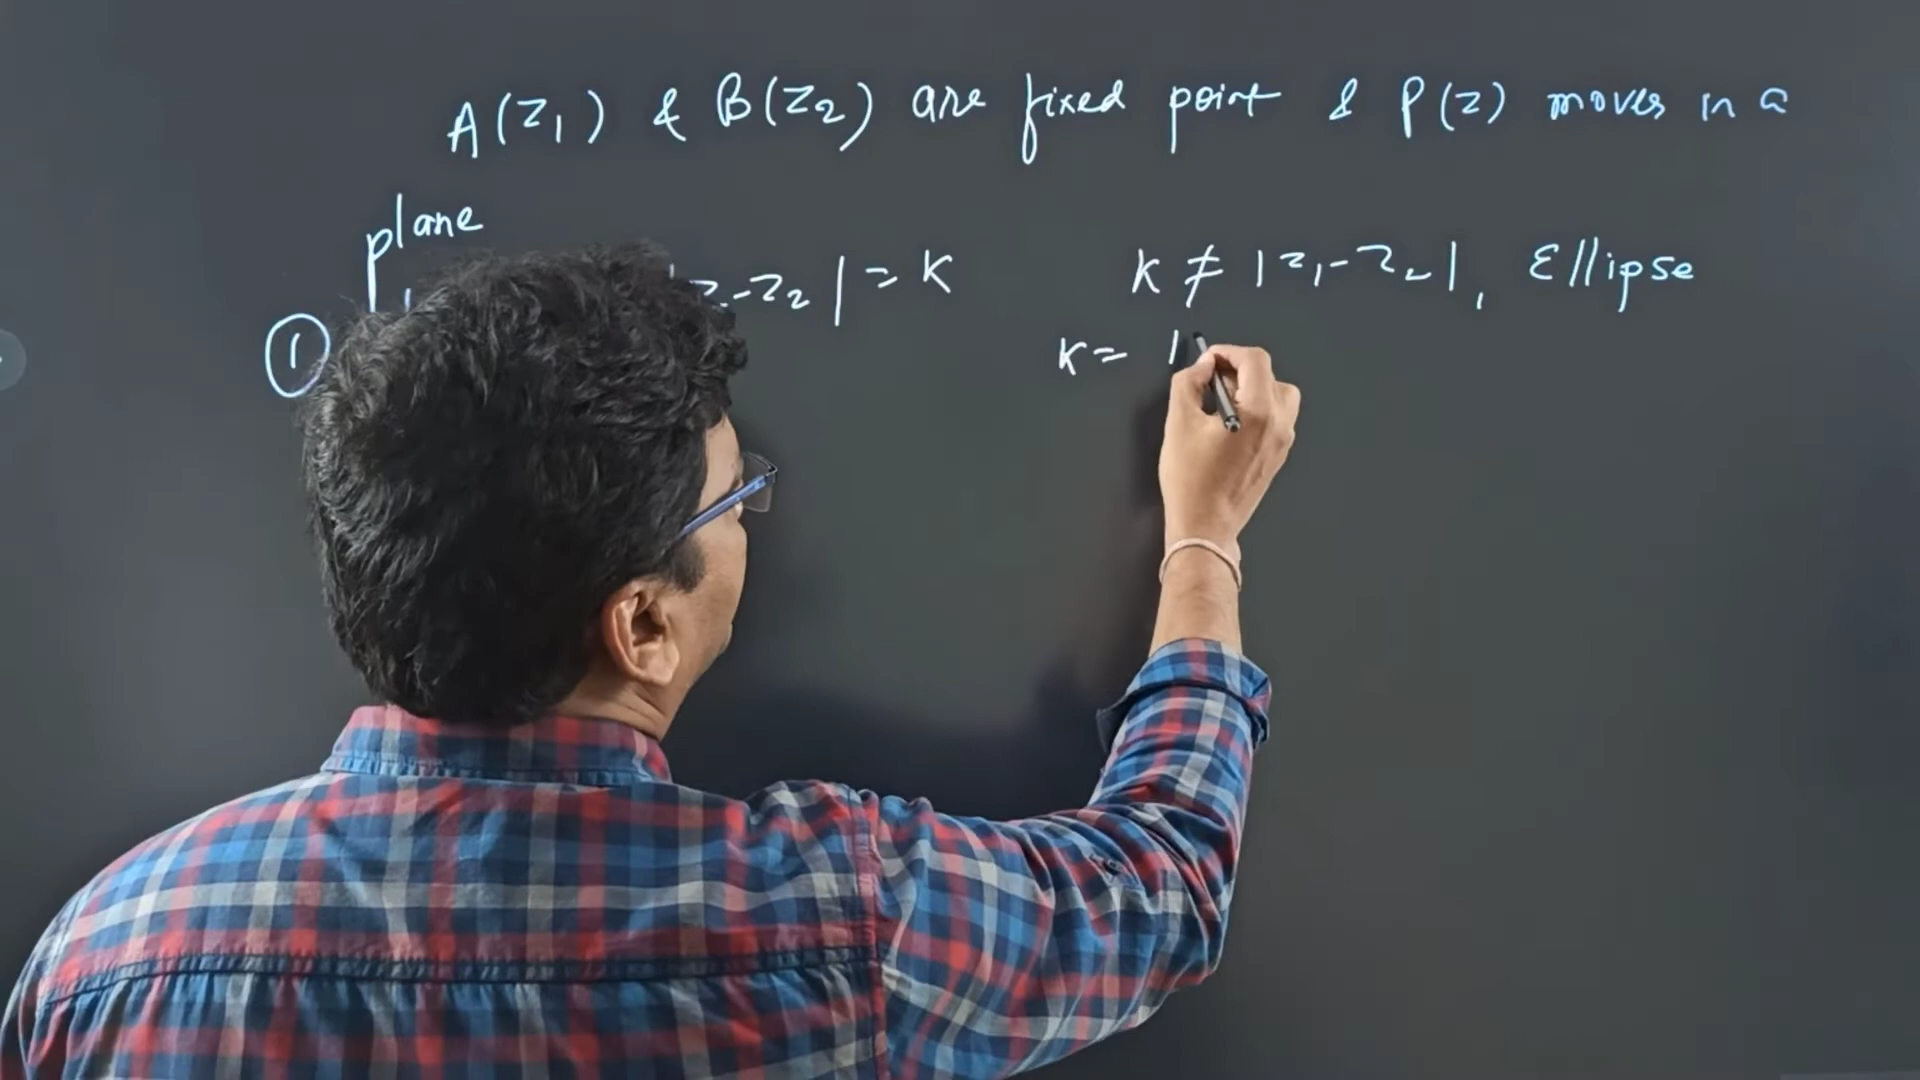 A(z₁) & B(z₂) are fixed point & P(z) moves in a
plane
① z-z₂| = K K ≠ |z₁-z₂|, Ellipse
K= |